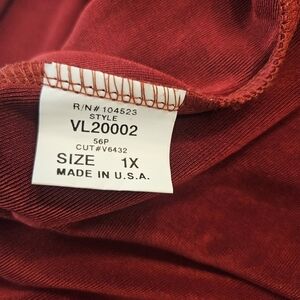 R/N# 104523
STYLE
VL20002
56P
CUT#V6432
SIZE 1X
MADE IN U.S.A.